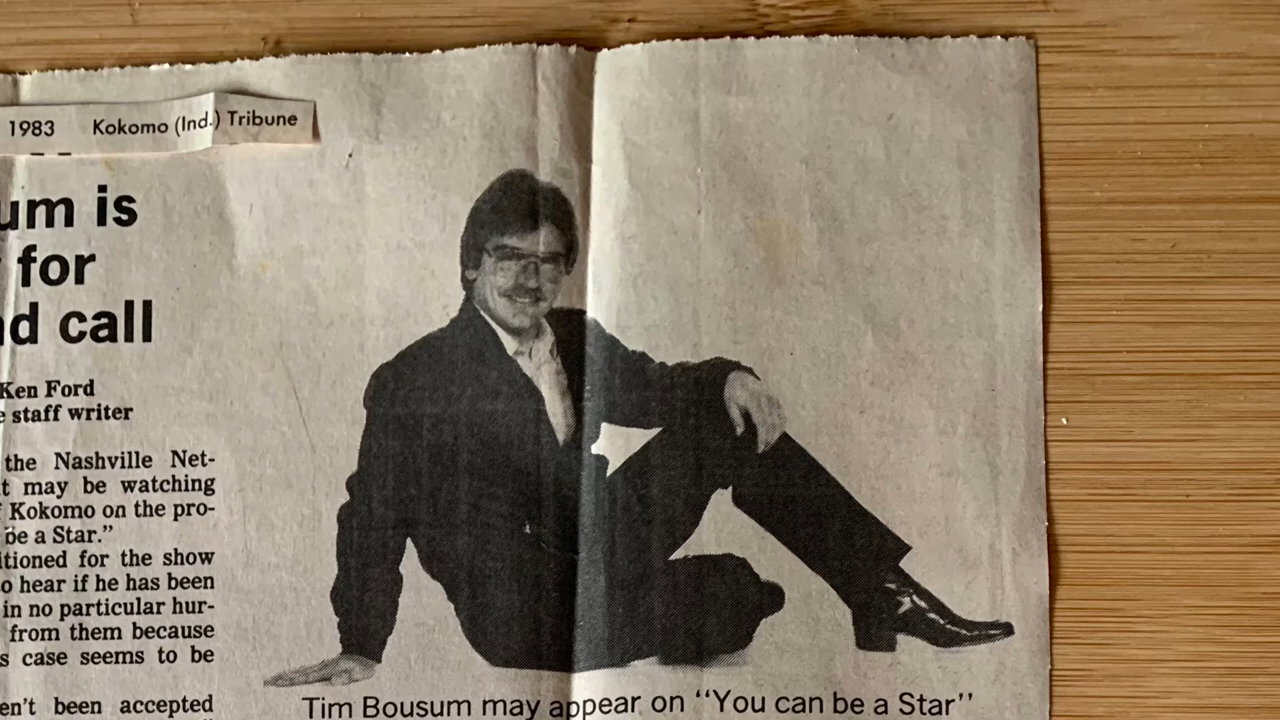 1983 Kokomo (Ind.) Tribune
um is
for
d call
Ken Ford
staff writer
the Nashville Net-
t may be watching
Kokomo on the pro-
be a Star."
itioned for the show
o hear if he has been
in no particular hur-
from them because
s case seems to be
en't been accepted
Tim Bousum may appear on "You can be a Star"